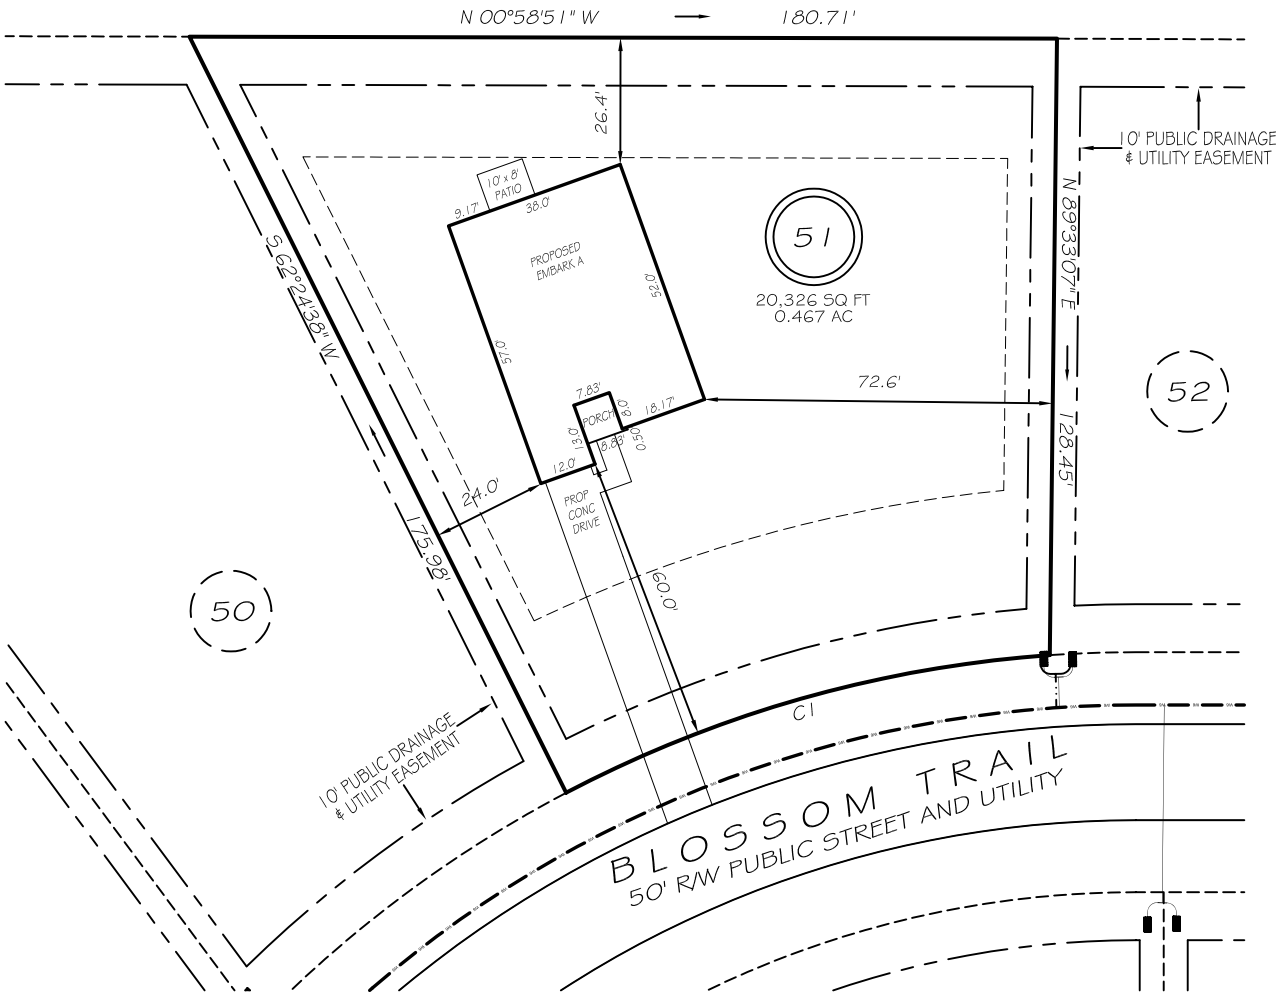 N 00°58'51" W 180.71'
26.4'
10' PUBLIC DRAINAGE
& UTILITY EASEMENT
10' x 8'
PATIO
9.17'
38.0'
PROPOSED
EMBARK A
51
20,326 SQ FT
0.467 AC
N 89°33'07" E
128.45'
S 62°24'38" W
175.98'
52.0'
57.0'
72.6'
52
7.83'
PORCH
8.0'
18.17'
13.0'
8.83'
0.50'
12.0'
24.0'
PROP
CONC
DRIVE
60.0'
50
C1
10' PUBLIC DRAINAGE
& UTILITY EASEMENT
BLOSSOM TRAIL
50' R/W PUBLIC STREET AND UTILITY